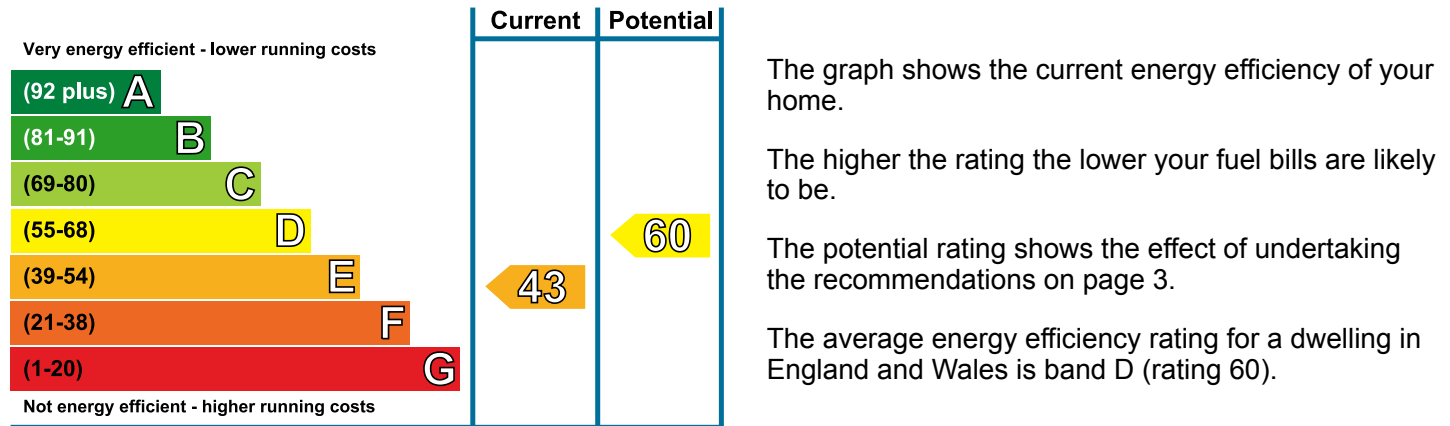 Current Potential
Very energy efficient - lower running costs
(92 plus) A
(81-91) B
(69-80) C
(55-68) D
60
(39-54) E
43
(21-38) F
(1-20) G
Not energy efficient - higher running costs
The graph shows the current energy efficiency of your
home.
The higher the rating the lower your fuel bills are likely
to be.
The potential rating shows the effect of undertaking
the recommendations on page 3.
The average energy efficiency rating for a dwelling in
England and Wales is band D (rating 60).